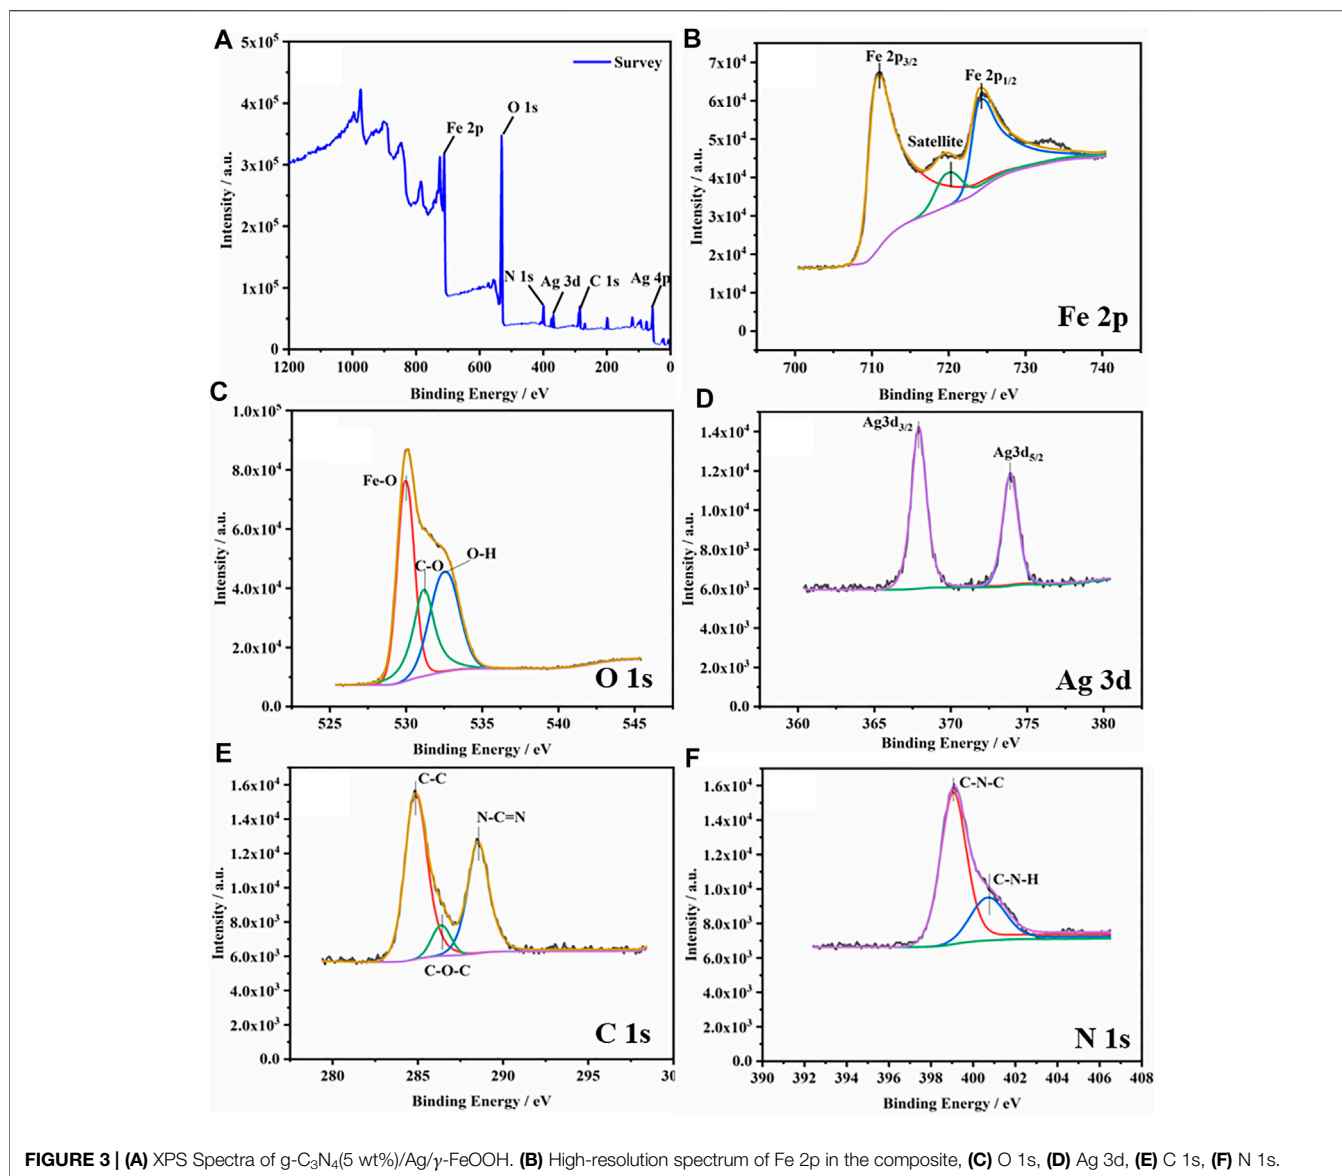 A
5x10⁵
4x10⁵
3x10⁵
2x10⁵
1x10⁵
0
Intensity / a.u.
Survey
Fe 2p
O 1s
N 1s
Ag 3d
C 1s
Ag 4p
1200 1000 800 600 400 200 0
Binding Energy / eV
B
7x10⁴
6x10⁴
5x10⁴
4x10⁴
3x10⁴
2x10⁴
1x10⁴
0
Intensity / a.u.
Fe 2p₃/₂
Fe 2p₁/₂
Satellite
Fe 2p
700 710 720 730 740
Binding Energy / eV
C
1.0x10⁵
8.0x10⁴
6.0x10⁴
4.0x10⁴
2.0x10⁴
0.0
Intensity / a.u.
Fe-O
C-O
O-H
O 1s
525 530 535 540 545
Binding Energy / eV
D
1.4x10⁴
1.2x10⁴
1.0x10⁴
8.0x10³
6.0x10³
4.0x10³
2.0x10³
0.0
Intensity / a.u.
Ag3d₃/₂
Ag3d₅/₂
Ag 3d
360 365 370 375 380
Binding Energy / eV
E
1.6x10⁴
1.4x10⁴
1.2x10⁴
1.0x10⁴
8.0x10³
6.0x10³
4.0x10³
2.0x10³
0.0
Intensity / a.u.
C-C
N-C=N
C-O-C
C 1s
280 285 290 295 30
Binding Energy / eV
F
1.6x10⁴
1.4x10⁴
1.2x10⁴
1.0x10⁴
8.0x10³
6.0x10³
4.0x10³
2.0x10³
0.0
Intensity / a.u.
C-N-C
C-N-H
N 1s
390 392 394 396 398 400 402 404 406 408
Binding Energy / eV
FIGURE 3 | (A) XPS Spectra of g-C₃N₄(5 wt%)/Ag/γ-FeOOH. (B) High-resolution spectrum of Fe 2p in the composite, (C) O 1s, (D) Ag 3d, (E) C 1s, (F) N 1s.